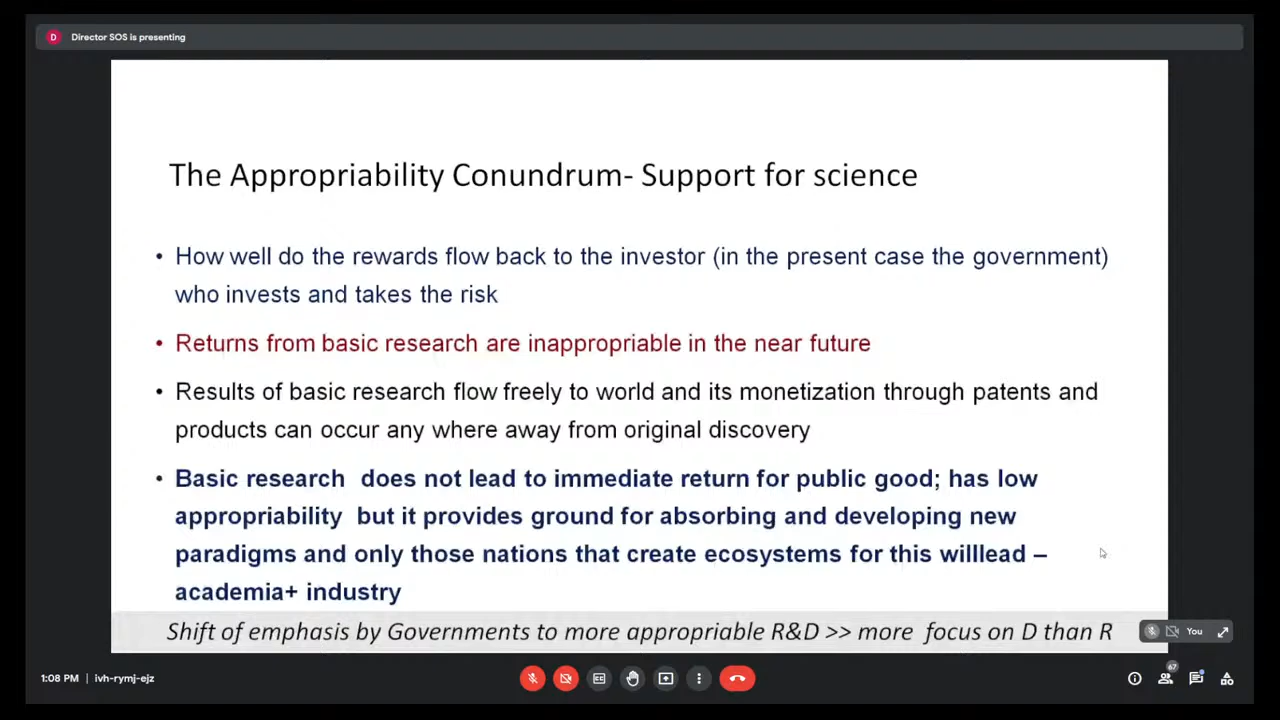 D Director SOS is presenting
The Appropriability Conundrum- Support for science
• How well do the rewards flow back to the investor (in the present case the government)
who invests and takes the risk
• Returns from basic research are inappropriable in the near future
• Results of basic research flow freely to world and its monetization through patents and
products can occur any where away from original discovery
• Basic research does not lead to immediate return for public good; has low
appropriability but it provides ground for absorbing and developing new
paradigms and only those nations that create ecosystems for this willlead –
academia+ industry
Shift of emphasis by Governments to more appropriable R&D >> more focus on D than R
You
1:08 PM | ivh-rymj-ejz
67